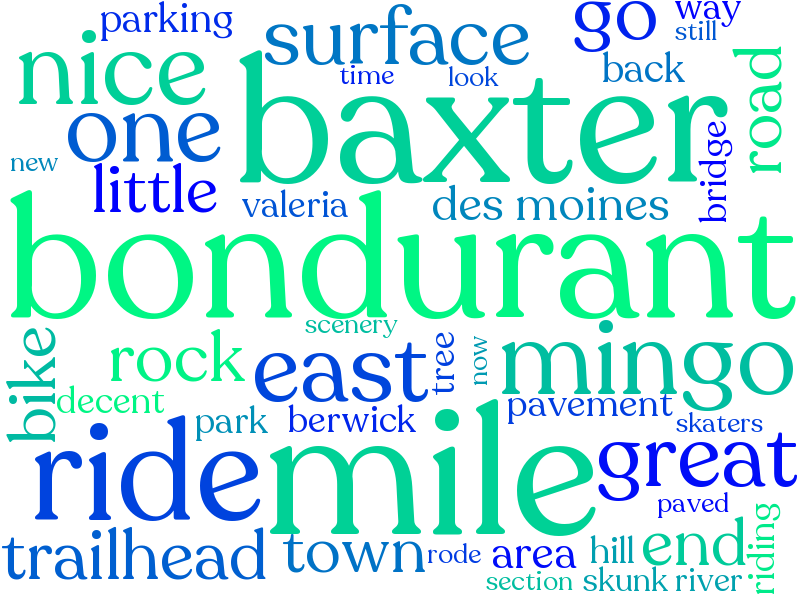 parking
surface
go
way
still
nice
time
look
back
baxter
road
one
new
little
valeria
des moines
bridge
bondurant
scenery
bike
rock
east
tree
now
mingo
decent
park
berwick
pavement
skaters
ride
mile
great
paved
trailhead
town
rode
area
hill
end
riding
section
skunk river